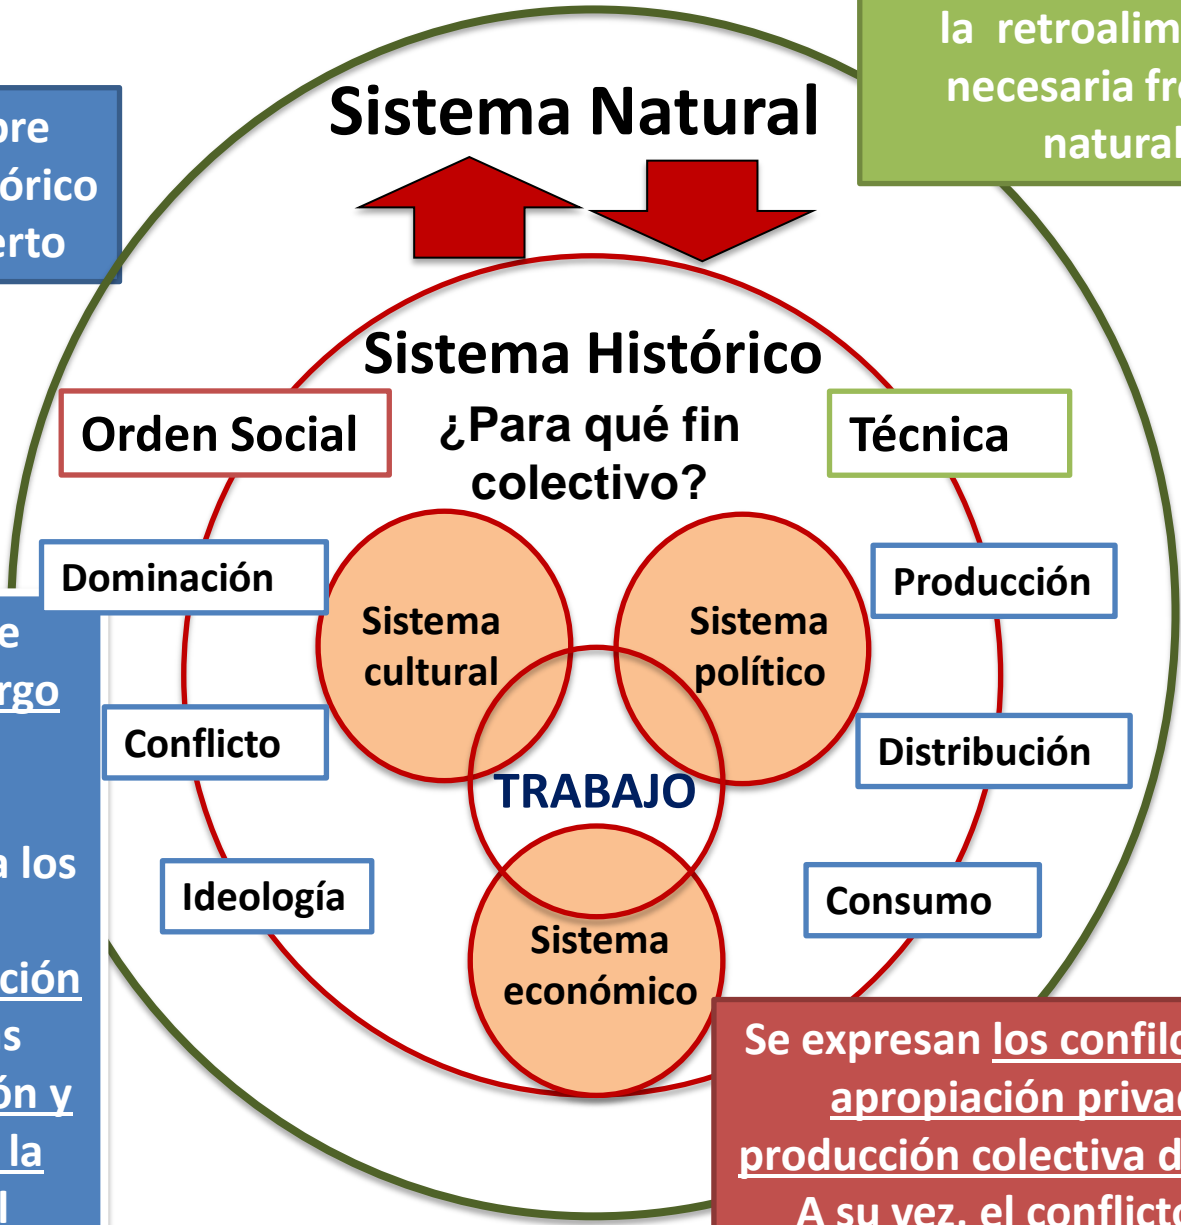 la retroalim
necesaria fre
natural
Sistema Natural
bre
órico
erto
Sistema Histórico
¿Para qué fin
colectivo?
Orden Social
Técnica
Dominación
Producción
Sistema
cultural
Sistema
político
Conflicto
Distribución
TRABAJO
Ideología
Consumo
Sistema
económico
e
rgo
a los
ción
s
ón y
la
l
Se expresan los confilc
apropiación privad
producción colectiva d
A su vez, el conflicto